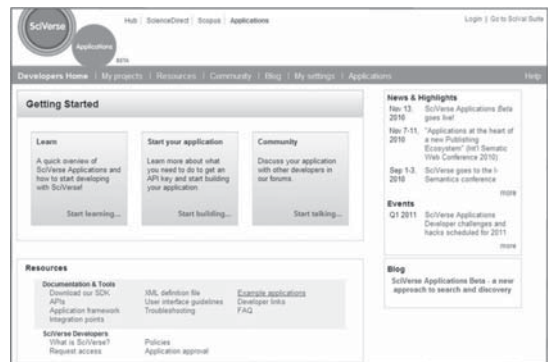 SciVerse
Applications
BETA
Hub | ScienceDirect | Scopus | Applications
Login | Go to SciVal Suite
Developers Home | My projects | Resources | Community | Blog | My settings | Applications
Help
Getting Started
Learn
A quick overview of
SciVerse Applications and
how to start developing
with SciVerse!
Start learning...
Start your application
Learn more about what
you need to do to get an
API key and start building
your application.
Start building...
Community
Discuss your application
with other developers in
our forums.
Start talking...
News & Highlights
Nov 13, 2010 SciVerse Applications Beta
goes live!
Nov 7-11, 2010 "Applications at the heart of
a new Publishing
Ecosystem" (Int'l Sematic
Web Conference 2010)
Sep 1-3, 2010 SciVerse goes to the I-
Semantics conference
more
Events
Q1 2011 SciVerse Applications
Developer challenges and
hacks scheduled for 2011
more
Blog
SciVerse Applications Beta - a new
approach to search and discovery
Resources
Documentation & Tools
Download our SDK
APIs
Application framework
Integration points
XML definition file
User interface guidelines
Troubleshooting
Example applications
Developer links
FAQ
SciVerse Developers
What is SciVerse?
Request access
Policies
Application approval